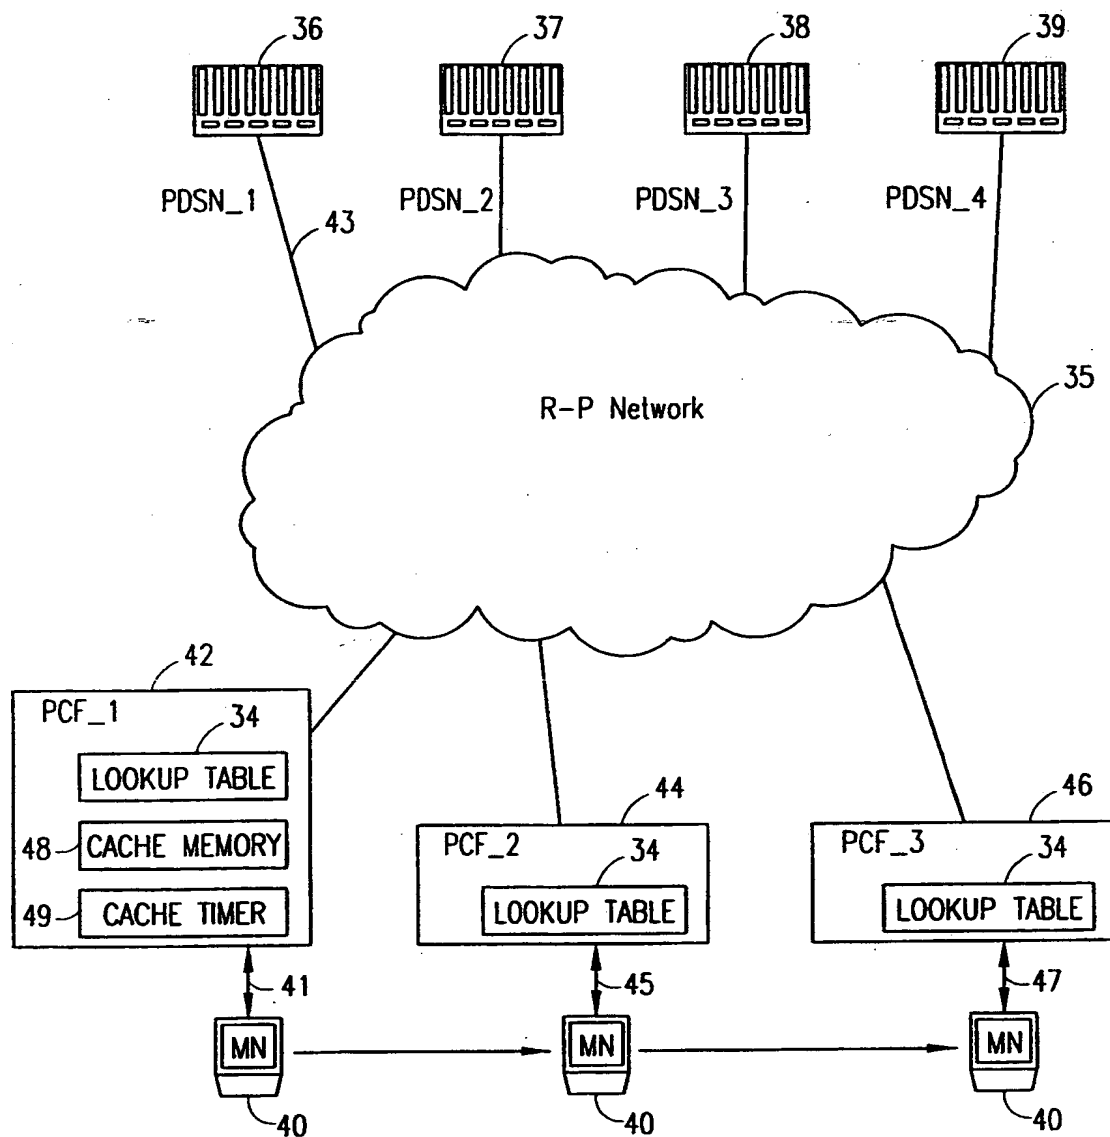 36
37
38
39
PDSN_1
43
PDSN_2
PDSN_3
PDSN_4
35
R-P Network
42
PCF_1
34
LOOKUP TABLE
48
CACHE MEMORY
49
CACHE TIMER
44
PCF_2
34
LOOKUP TABLE
46
PCF_3
34
LOOKUP TABLE
41
45
47
MN
MN
MN
40
40
40